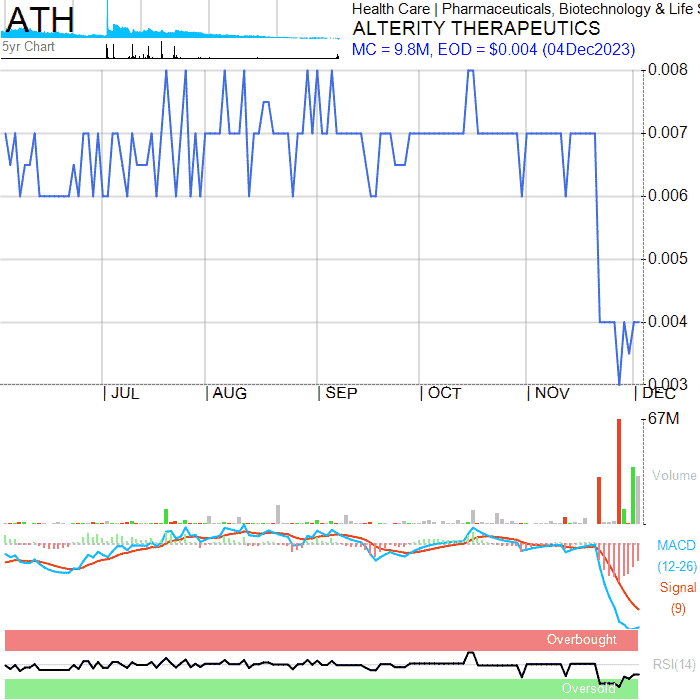 ATH
5yr Chart
Health Care | Pharmaceuticals, Biotechnology & Life S
ALTERITY THERAPEUTICS
MC = 9.8M, EOD = $0.004 (04Dec2023)
0.008
0.007
0.006
0.005
0.004
0.003
| JUL | AUG | SEP | OCT | NOV | DEC
67M
Volume
MACD
(12-26)
Signal
(9)
Overbought
RSI(14)
Oversold